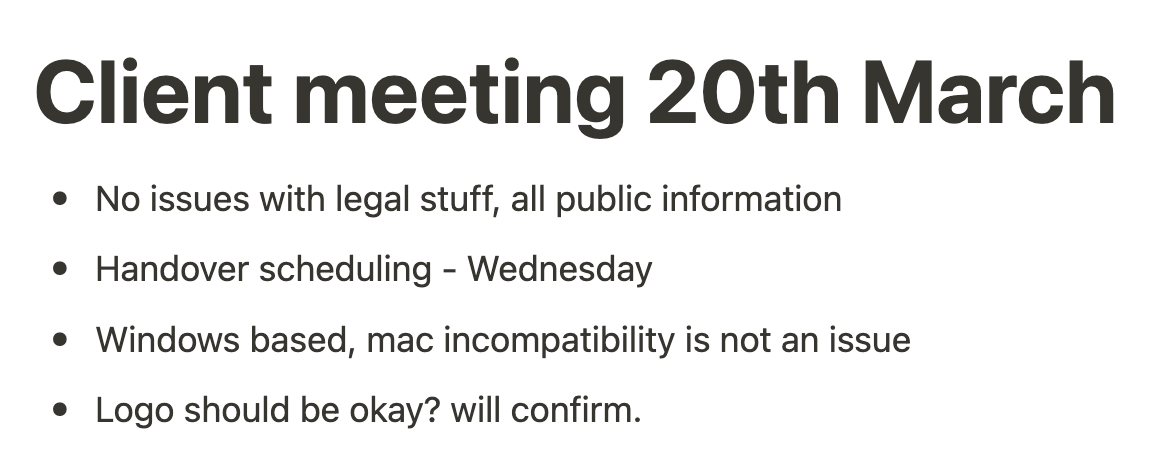 Client meeting 20th March
• No issues with legal stuff, all public information
• Handover scheduling - Wednesday
• Windows based, mac incompatibility is not an issue
• Logo should be okay? will confirm.